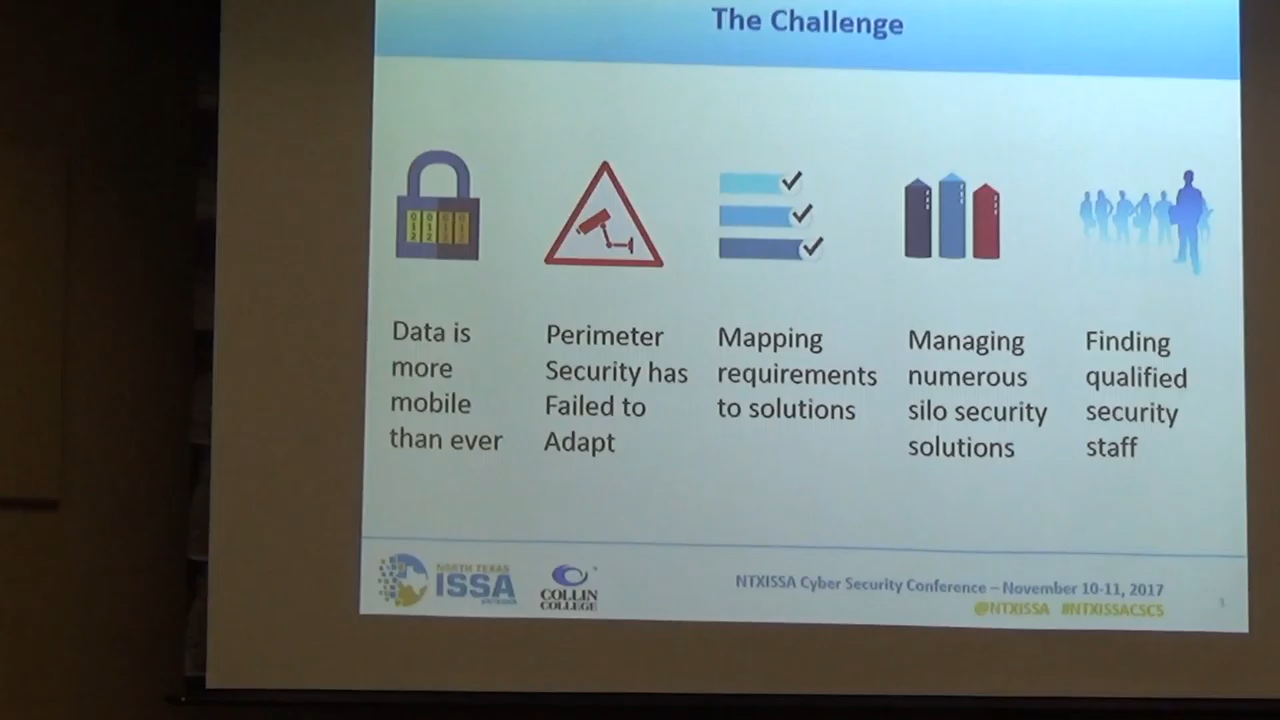 The Challenge
Data is
more
mobile
than ever
Perimeter
Security has
Failed to
Adapt
Mapping
requirements
to solutions
Managing
numerous
silo security
solutions
Finding
qualified
security
staff
NORTH TEXAS
ISSA
COLLIN
COLLEGE
NTXISSA Cyber Security Conference – November 10-11, 2017
@NTXISSA #NTXISSACSC5